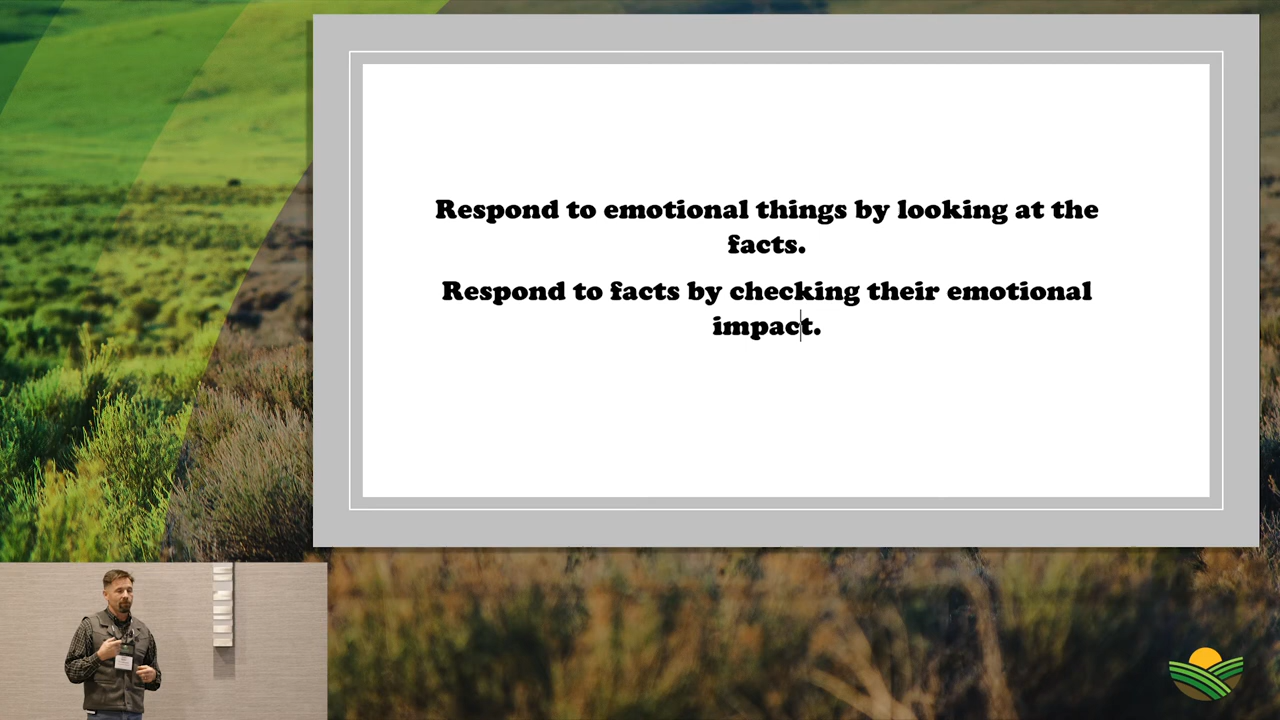 Respond to emotional things by looking at the
facts.
Respond to facts by checking their emotional
impact.